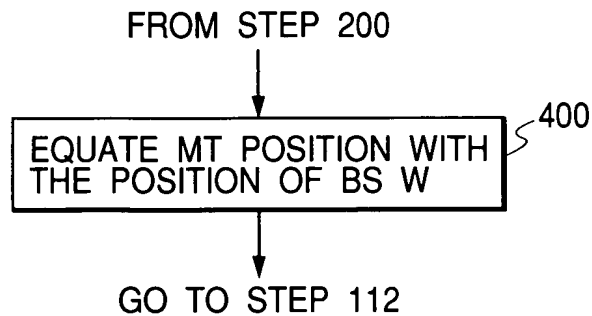 FROM STEP 200
400
EQUATE MT POSITION WITH
THE POSITION OF BS W
GO TO STEP 112